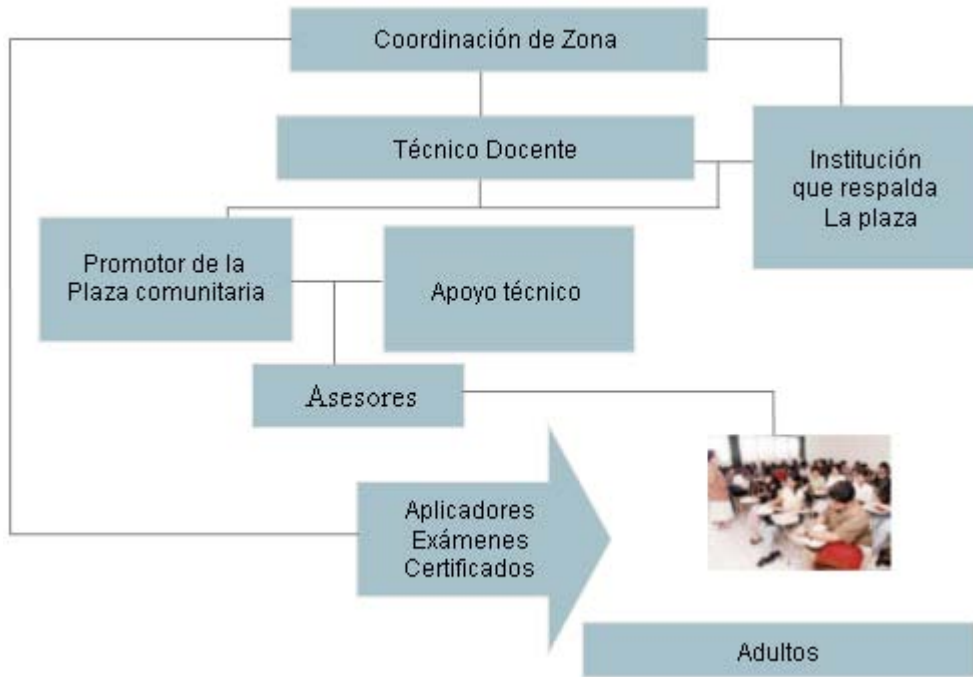 Coordinación de Zona
Técnico Docente
Institución
que respalda
La plaza
Promotor de la
Plaza comunitaria
Apoyo técnico
Asesores
Aplicadores
Exámenes
Certificados
Adultos